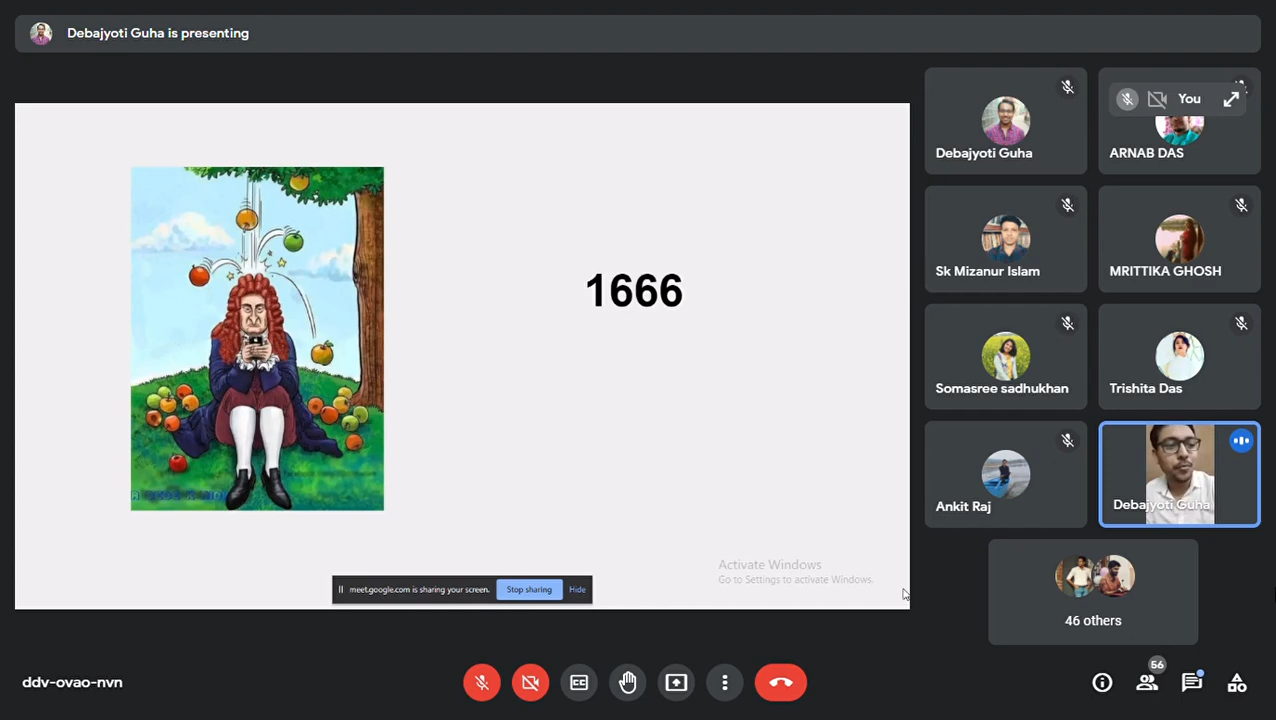 Debajyoti Guha is presenting
1666
Activate Windows
Go to Settings to activate Windows.
meet.google.com is sharing your screen.
Stop sharing
Hide
Debajyoti Guha
You
ARNAB DAS
Sk Mizanur Islam
MRITTIKA GHOSH
Somasree sadhukhan
Trishita Das
Ankit Raj
Debajyoti Guha
46 others
ddv-ovao-nvn
CC
56